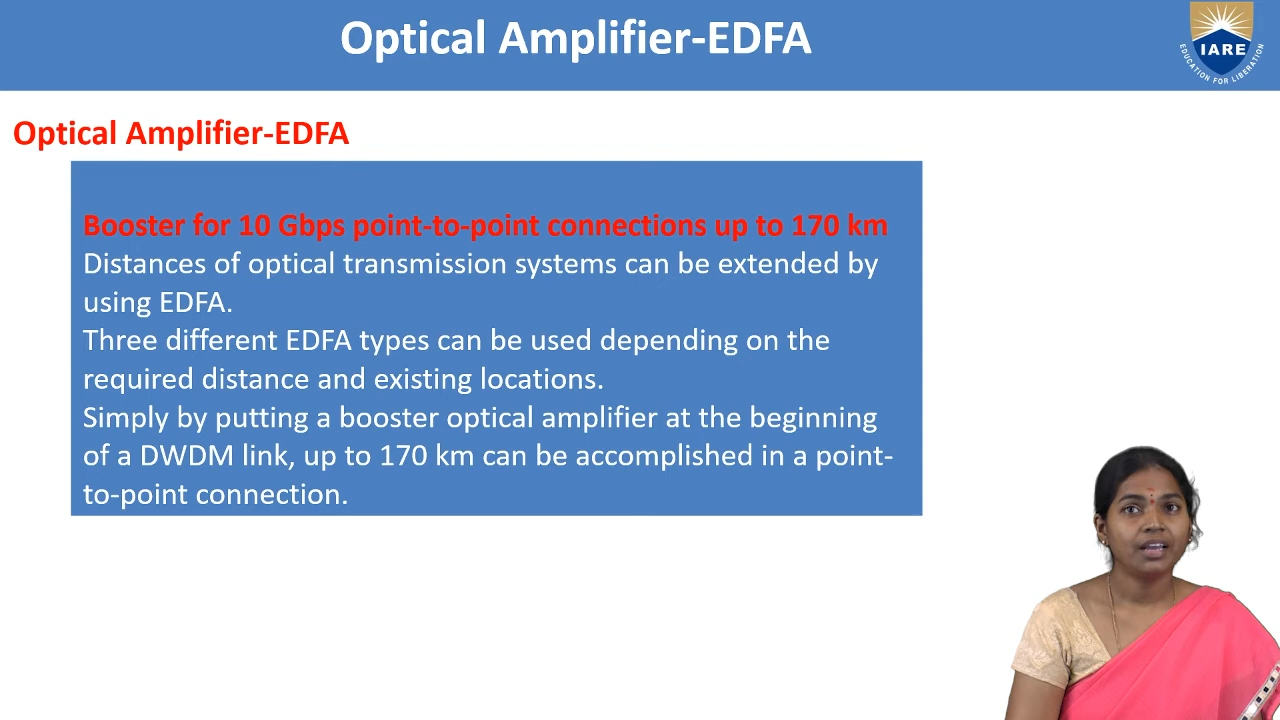 Optical Amplifier-EDFA
IARE
EDUCATION FOR LIBERATION
Optical Amplifier-EDFA
Booster for 10 Gbps point-to-point connections up to 170 km
Distances of optical transmission systems can be extended by
using EDFA.
Three different EDFA types can be used depending on the
required distance and existing locations.
Simply by putting a booster optical amplifier at the beginning
of a DWDM link, up to 170 km can be accomplished in a point-
to-point connection.